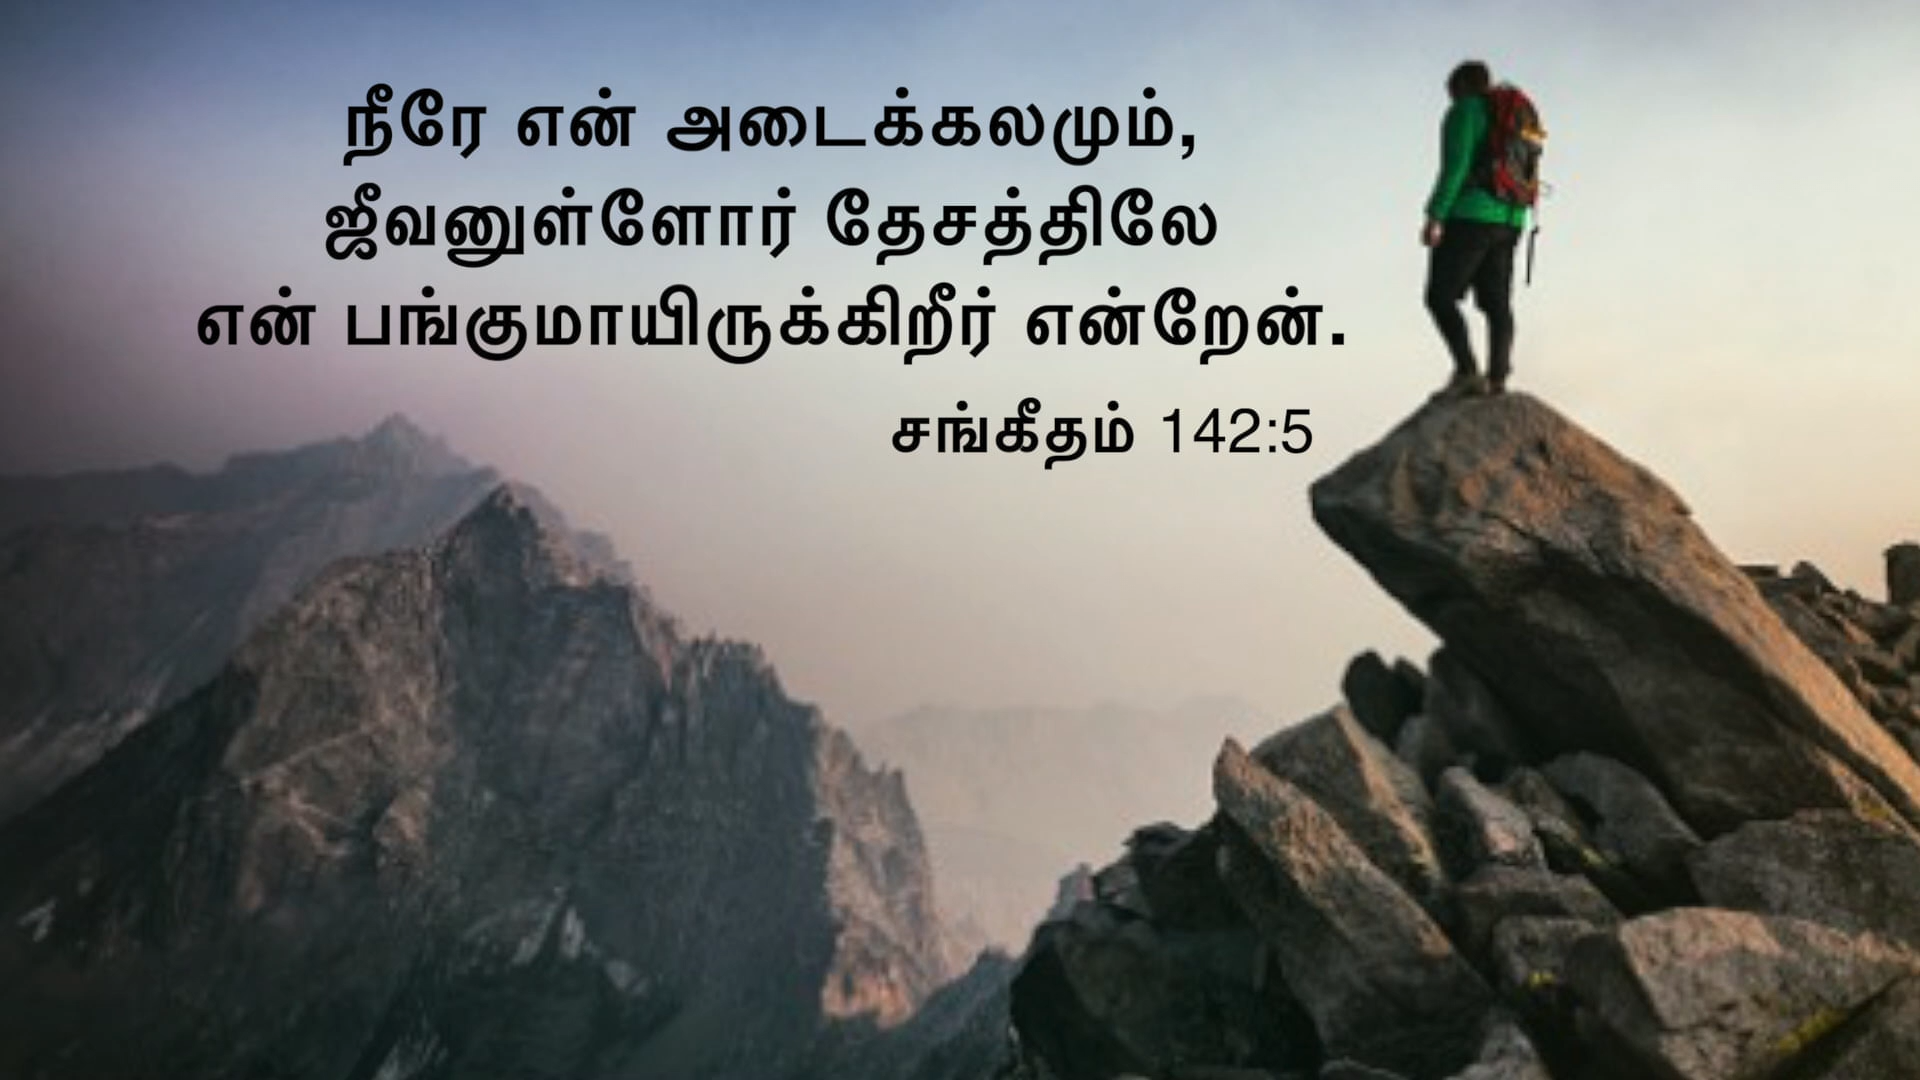 நீரே என் அடைக்கலமும்,
ஜீவனுள்ளோர் தேசத்திலே
என் பங்குமாயிருக்கிறீர் என்றேன்.
சங்கீதம் 142:5